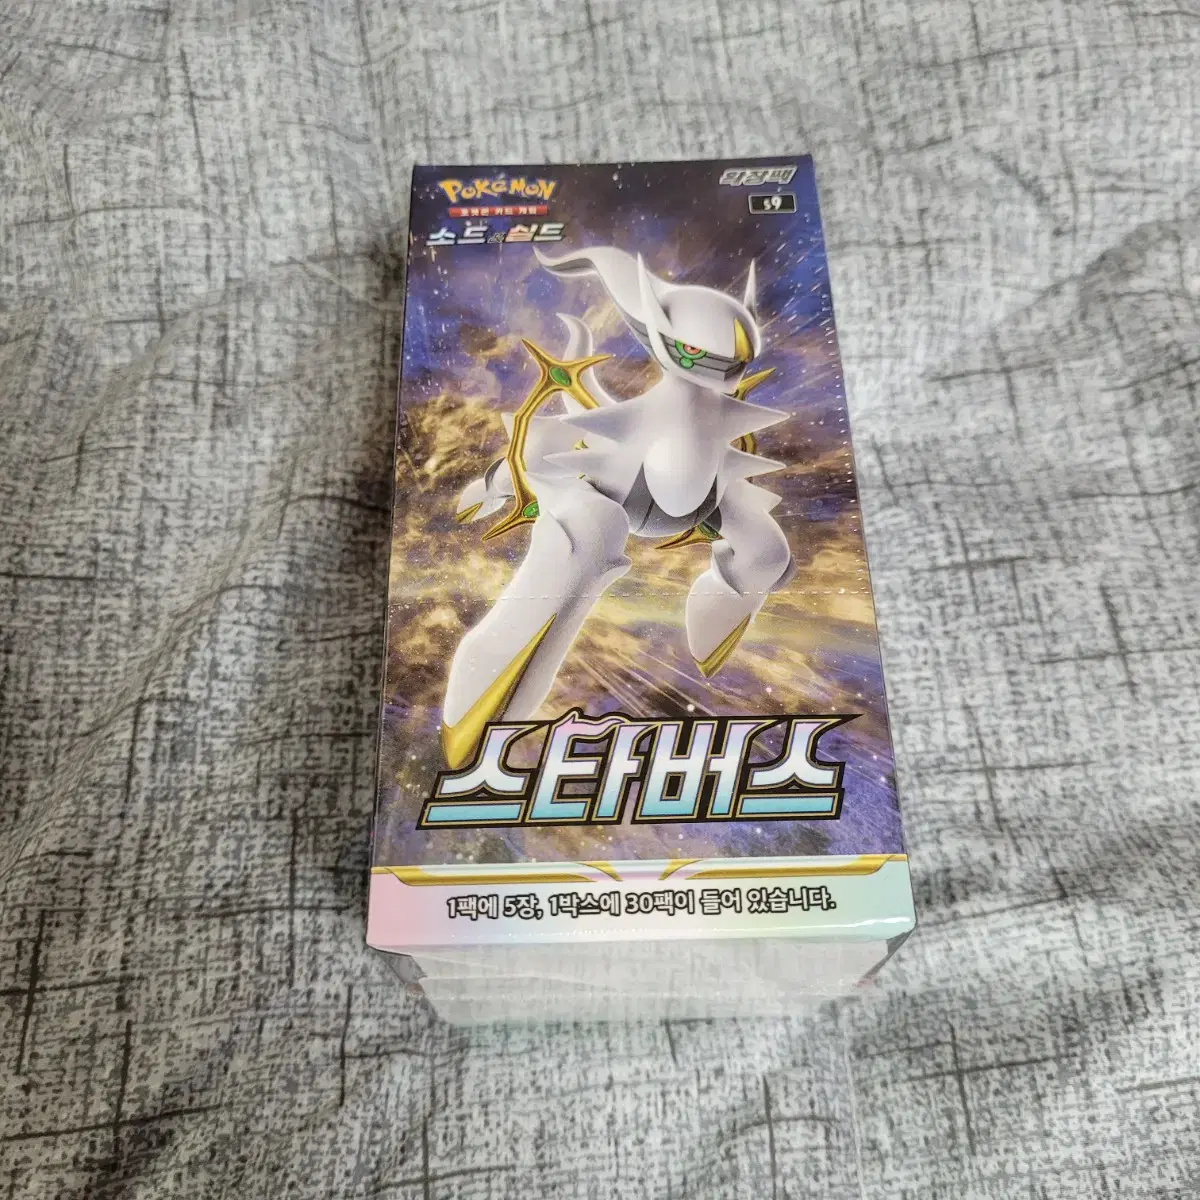 POKéMON
포켓몬 카드 게임
소드&실드
확장팩
s9
스타버스
1팩에 5장, 1박스에 30팩이 들어 있습니다.